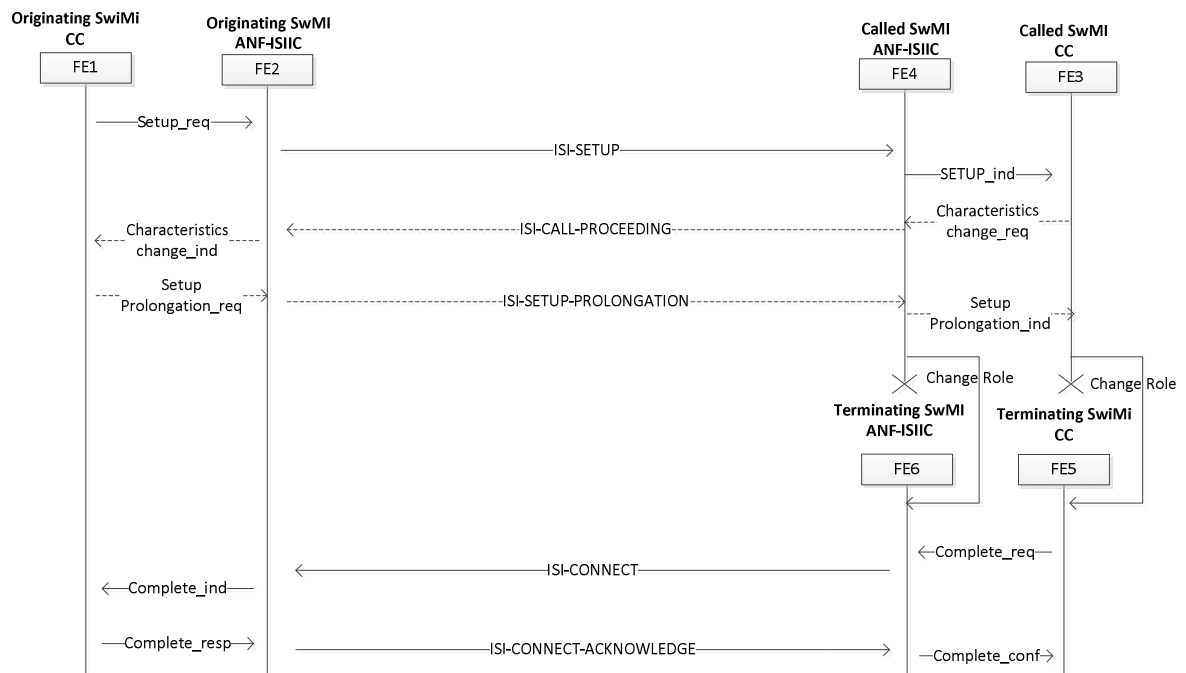 Originating SwiMi
CC
Originating SwMI
ANF-ISIIC
Called SwMI
ANF-ISIIC
Called SwMI
CC
FE1
FE2
FE4
FE3
Setup_req
ISI-SETUP
SETUP_ind
Characteristics
change_req
ISI-CALL-PROCEEDING
Characteristics
change_ind
Setup
Prolongation_req
ISI-SETUP-PROLONGATION
Setup
Prolongation_ind
Change Role
Change Role
Terminating SwMI
ANF-ISIIC
Terminating SwiMi
CC
FE6
FE5
Complete_req
ISI-CONNECT
Complete_ind
Complete_resp
ISI-CONNECT-ACKNOWLEDGE
Complete_conf